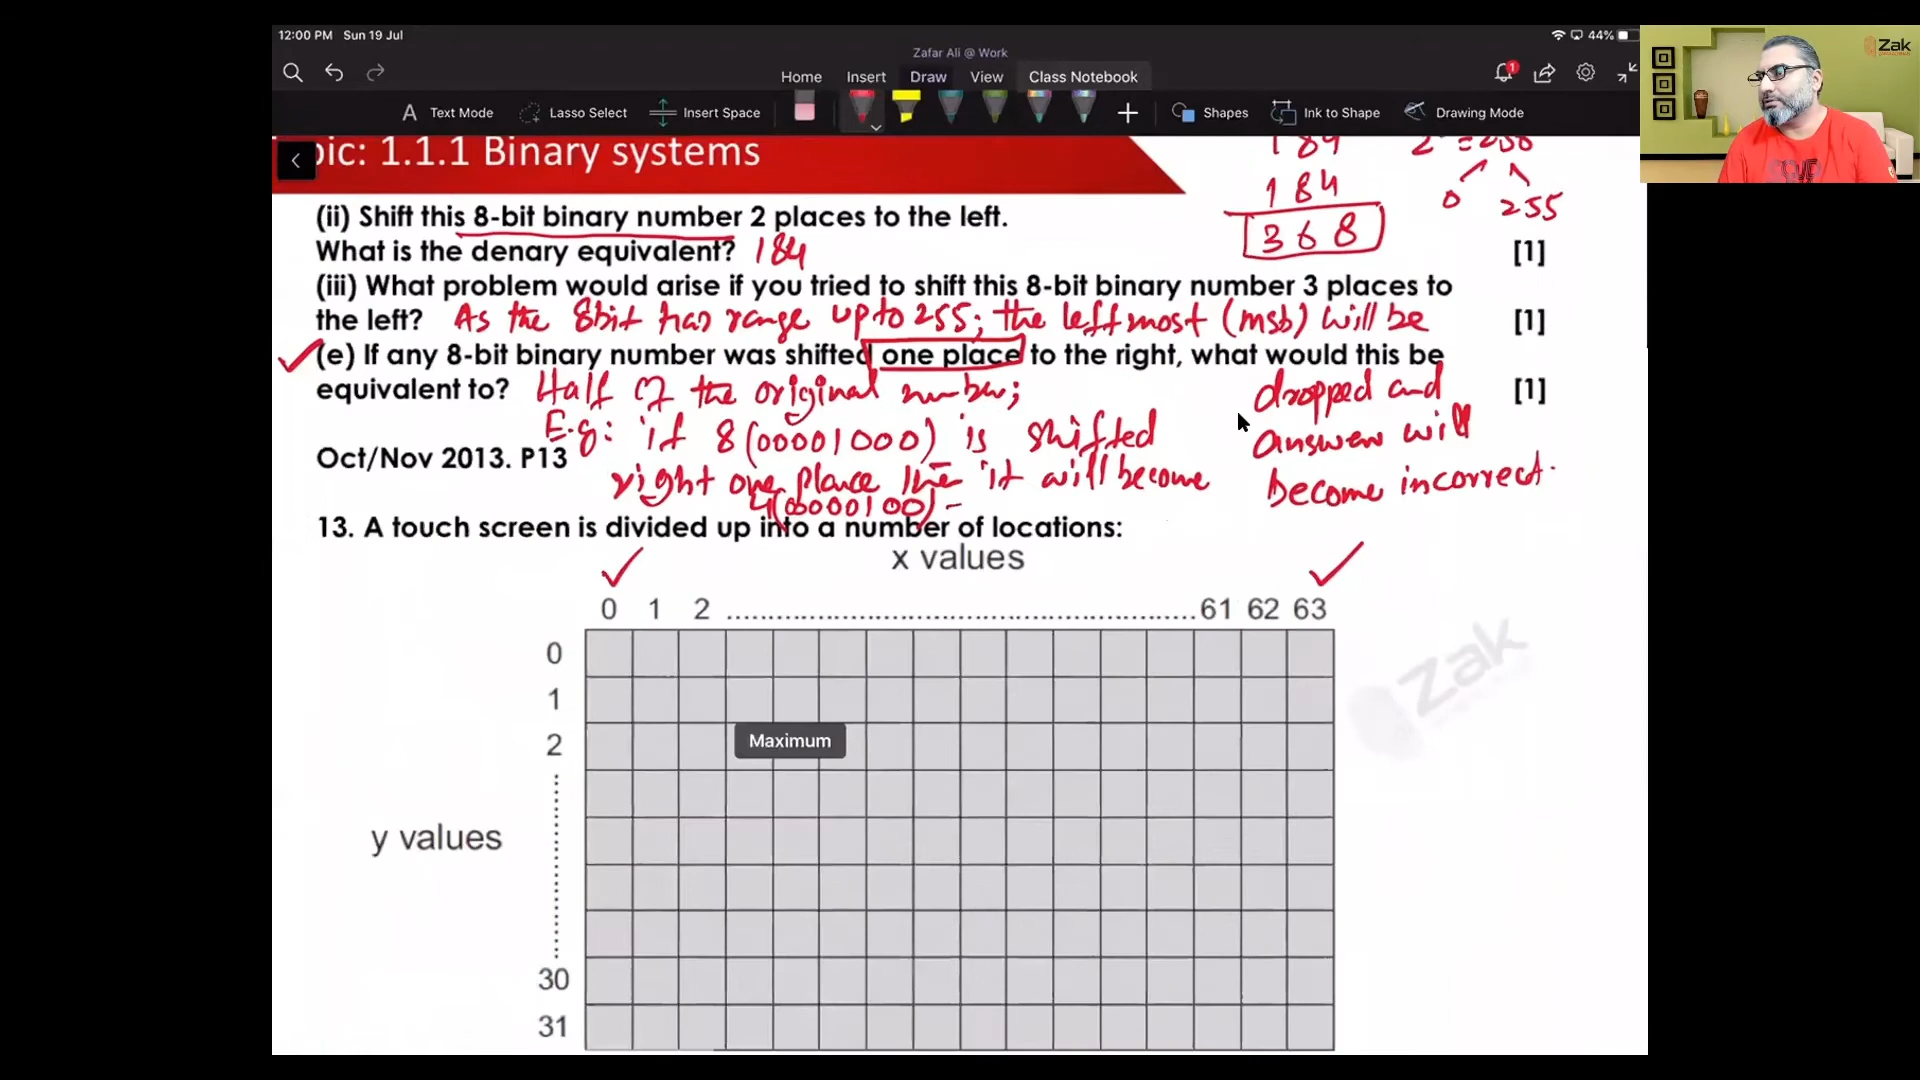 12:00 PM Sun 19 Jul
44%
Zafar Ali @ Work
Home Insert Draw View Class Notebook
1
Zak
Text Mode Lasso Select Insert Space
Shapes Ink to Shape Drawing Mode
pic: 1.1.1 Binary systems
184
184
368
0 255
(ii) Shift this 8-bit binary number 2 places to the left.
What is the denary equivalent? 184 [1]
(iii) What problem would arise if you tried to shift this 8-bit binary number 3 places to
the left? As the 8bit has range up to 255; the leftmost (msb) will be [1]
dropped and
answer will
become incorrect.
(e) If any 8-bit binary number was shifted one place to the right, what would this be
equivalent to? Half of the original number; [1]
E.g: if 8 (00001000) is shifted
right one place it will become
4(0000100)
Oct/Nov 2013. P13
13. A touch screen is divided up into a number of locations:
x values
0 1 2 ........ 61 62 63
0
1
2
Maximum
y values
30
31
Zak